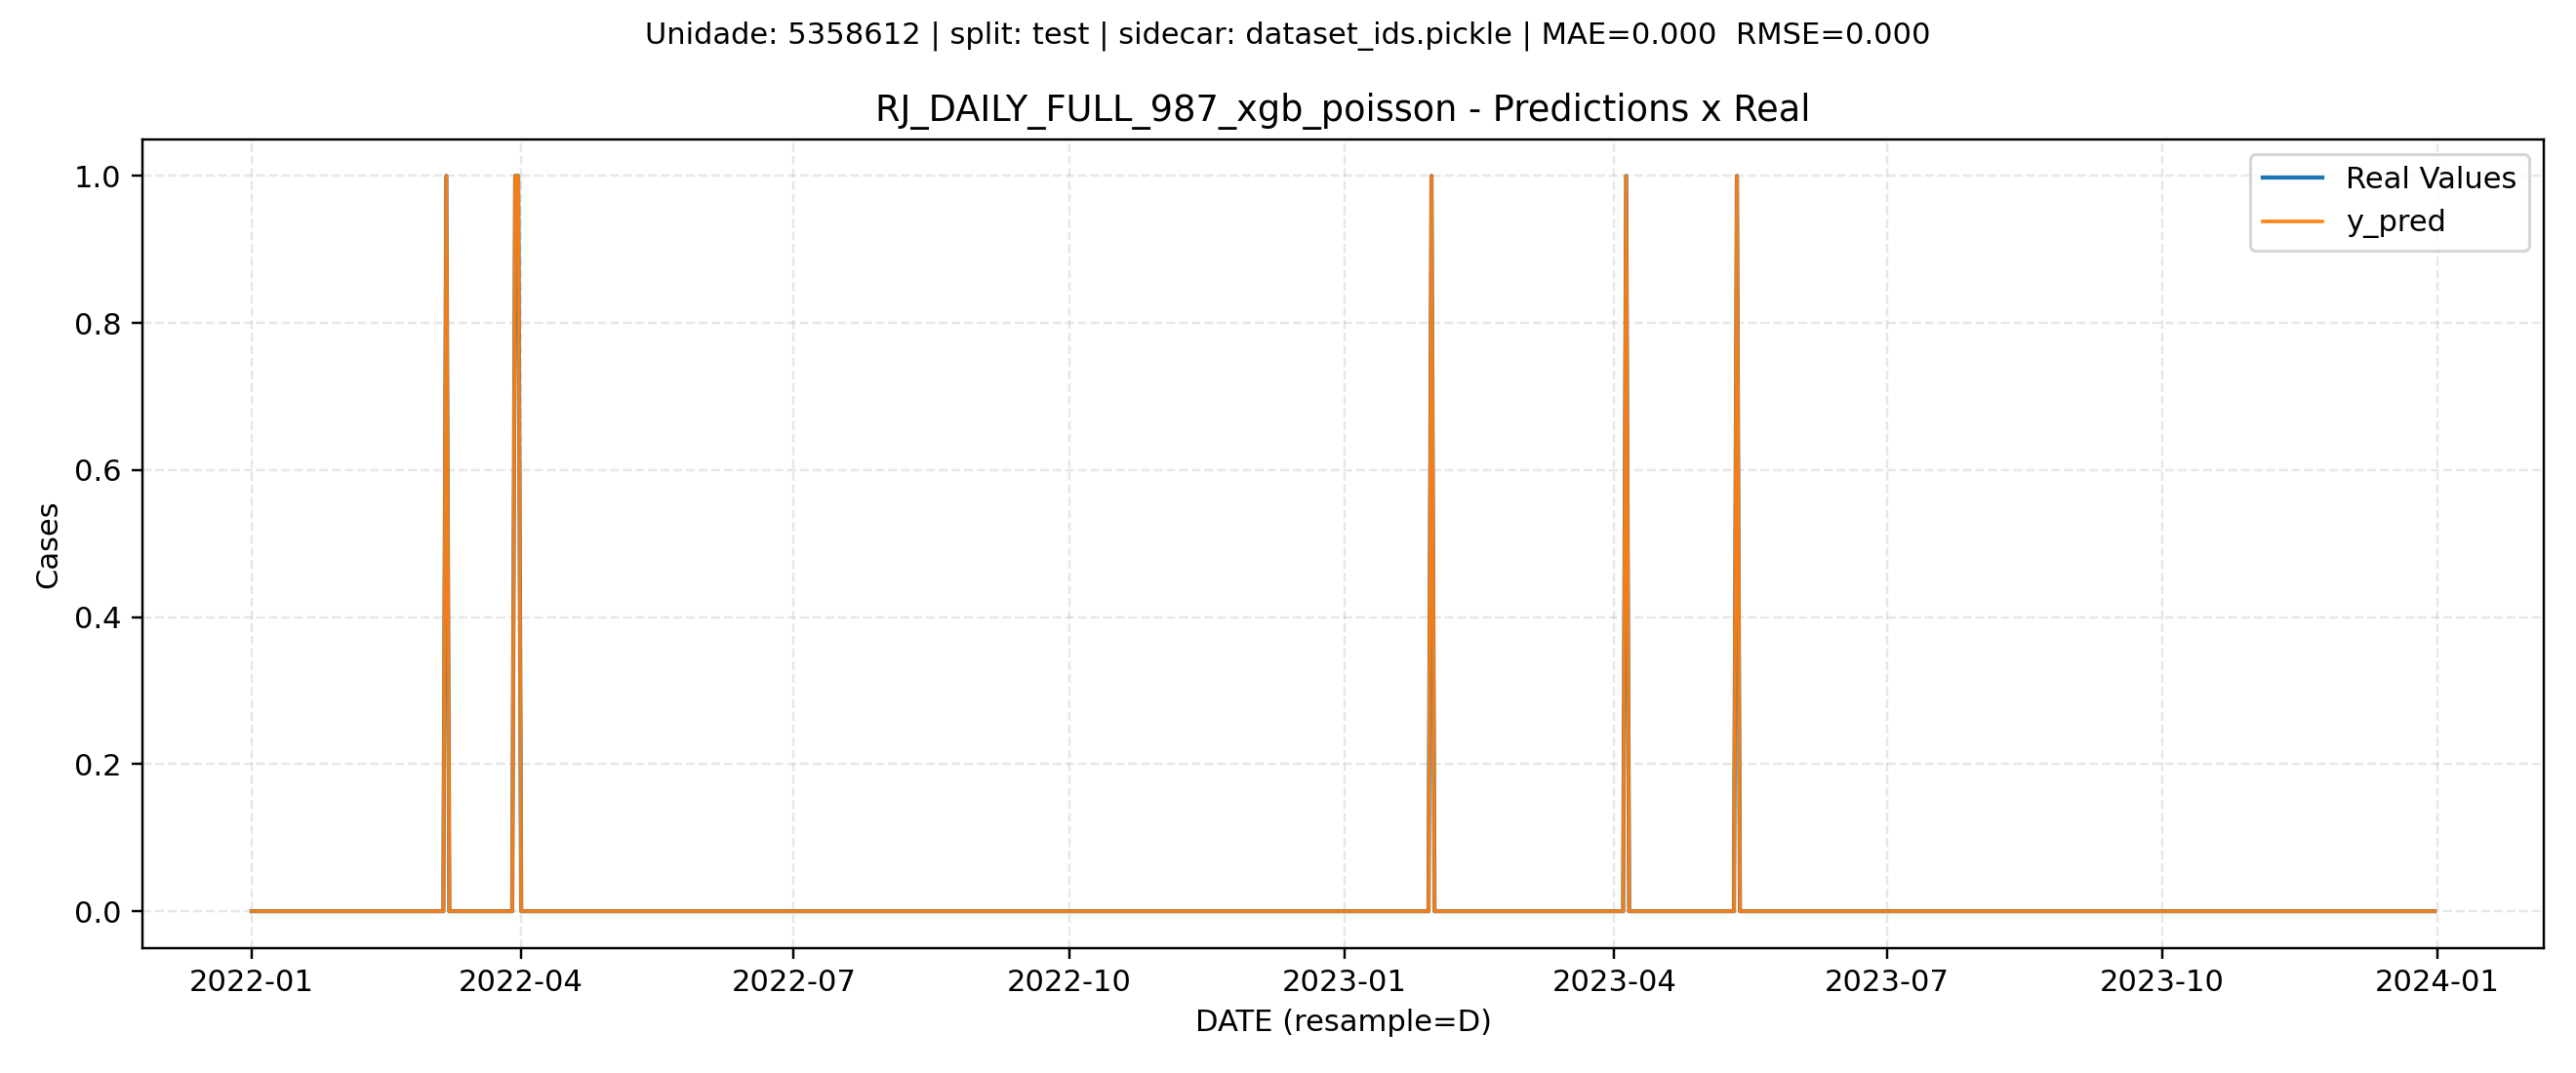 Unidade: 5358612 | split: test | sidecar: dataset_ids.pickle | MAE=0.000  RMSE=0.000
RJ_DAILY_FULL_987_xgb_poisson - Predictions x Real
Real Values
y_pred
1.0
0.8
0.6
0.4
0.2
0.0
Cases
2022-01
2022-04
2022-07
2022-10
2023-01
2023-04
2023-07
2023-10
2024-01
DATE (resample=D)